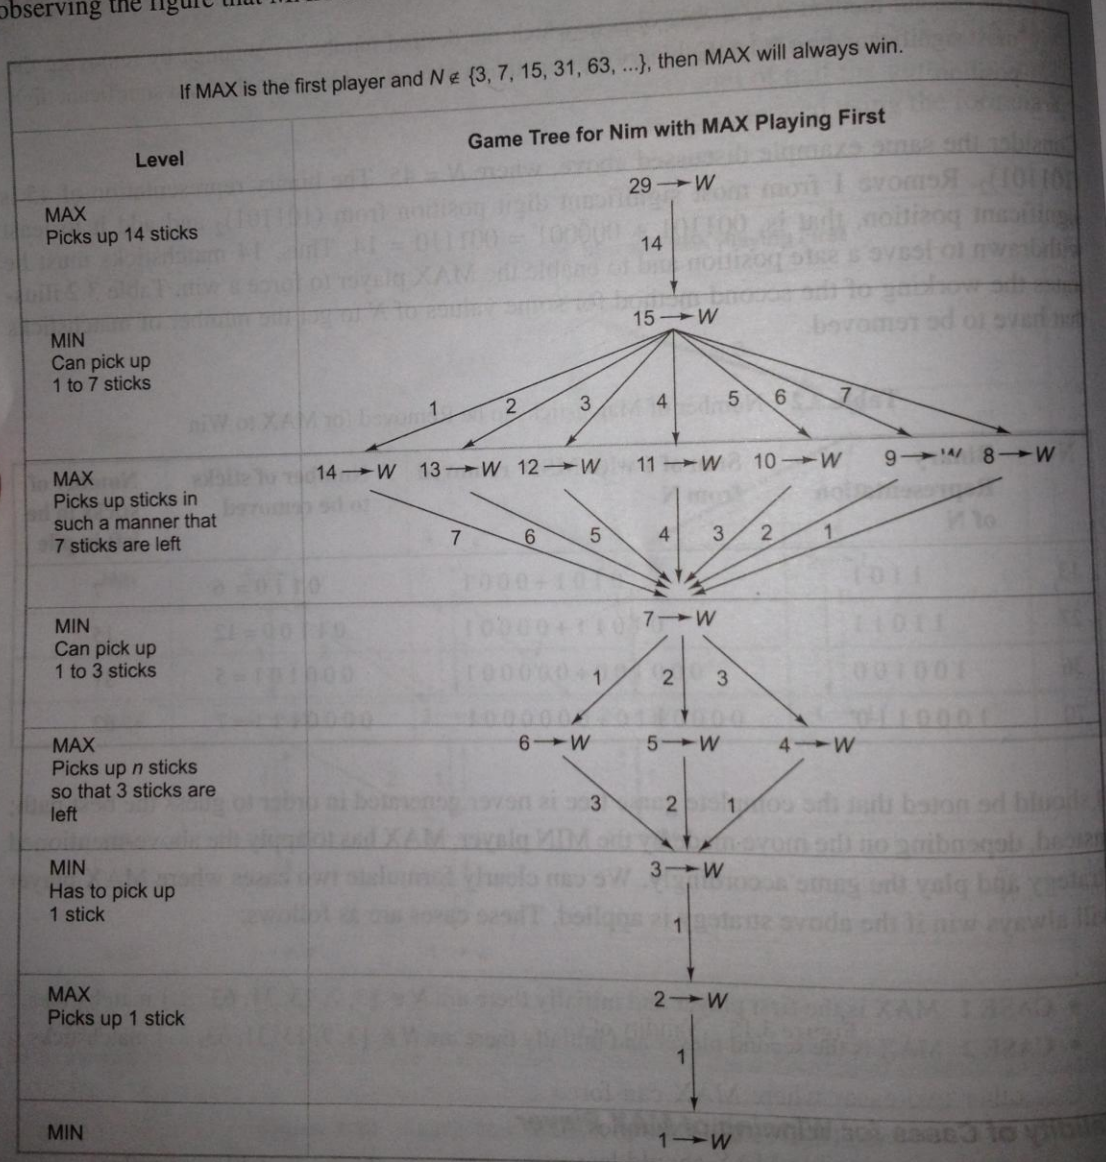 observing the figure that
If MAX is the first player and N ∉ {3, 7, 15, 31, 63, ...}, then MAX will always win.
Level
Game Tree for Nim with MAX Playing First
29 → W
MAX
Picks up 14 sticks
14
15 → W
MIN
Can pick up
1 to 7 sticks
1 2 3 4 5 6 7
14 → W 13 → W 12 → W 11 → W 10 → W 9 → W 8 → W
MAX
Picks up sticks in
such a manner that
7 sticks are left
7 6 5 4 3 2 1
7 → W
MIN
Can pick up
1 to 3 sticks
1 2 3
6 → W 5 → W 4 → W
MAX
Picks up n sticks
so that 3 sticks are
left
3 2 1
3 → W
MIN
Has to pick up
1 stick
1
2 → W
MAX
Picks up 1 stick
1
MIN
1 → W